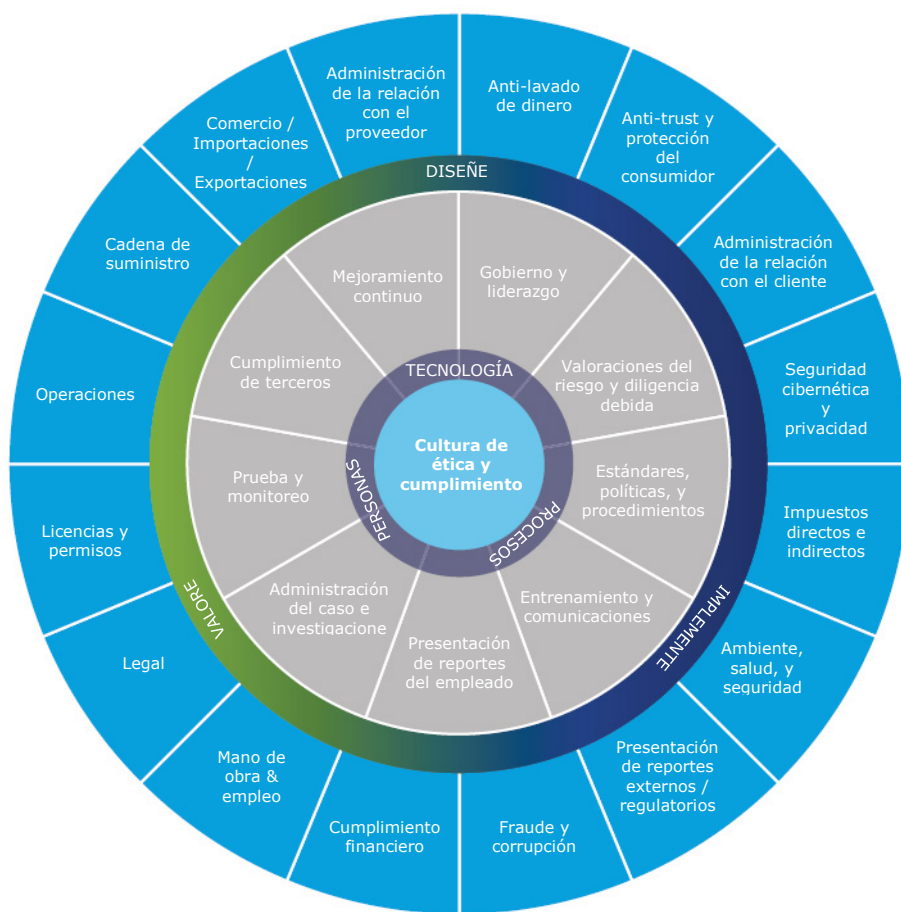 Administración
de la relación
con el
proveedor
Anti-lavado
de dinero
Anti-trust y
protección
del
consumidor
Administración
de la relación
con el cliente
Seguridad
cibernética
y
privacidad
Impuestos
directos e
indirectos
Ambiente,
salud, y
seguridad
Presentación
de reportes
externos /
regulatorios
Fraude y
corrupción
Cumplimiento
financiero
Mano de
obra &
empleo
Legal
Licencias y
permisos
Operaciones
Cadena de
suministro
Comercio /
Importaciones
/
Exportaciones
DISEÑE
IMPLEMENTE
VALORE
Mejoramiento
continuo
Gobierno y
liderazgo
Valoraciones del
riesgo y diligencia
debida
Estándares,
políticas, y
procedimientos
Entrenamiento y
comunicaciones
Presentación
de reportes
del empleado
Administración
del caso e
investigacione
Prueba y
monitoreo
Cumplimiento
de terceros
TECNOLOGÍA
PROCESOS
PERSONAS
Cultura de
ética y
cumplimiento